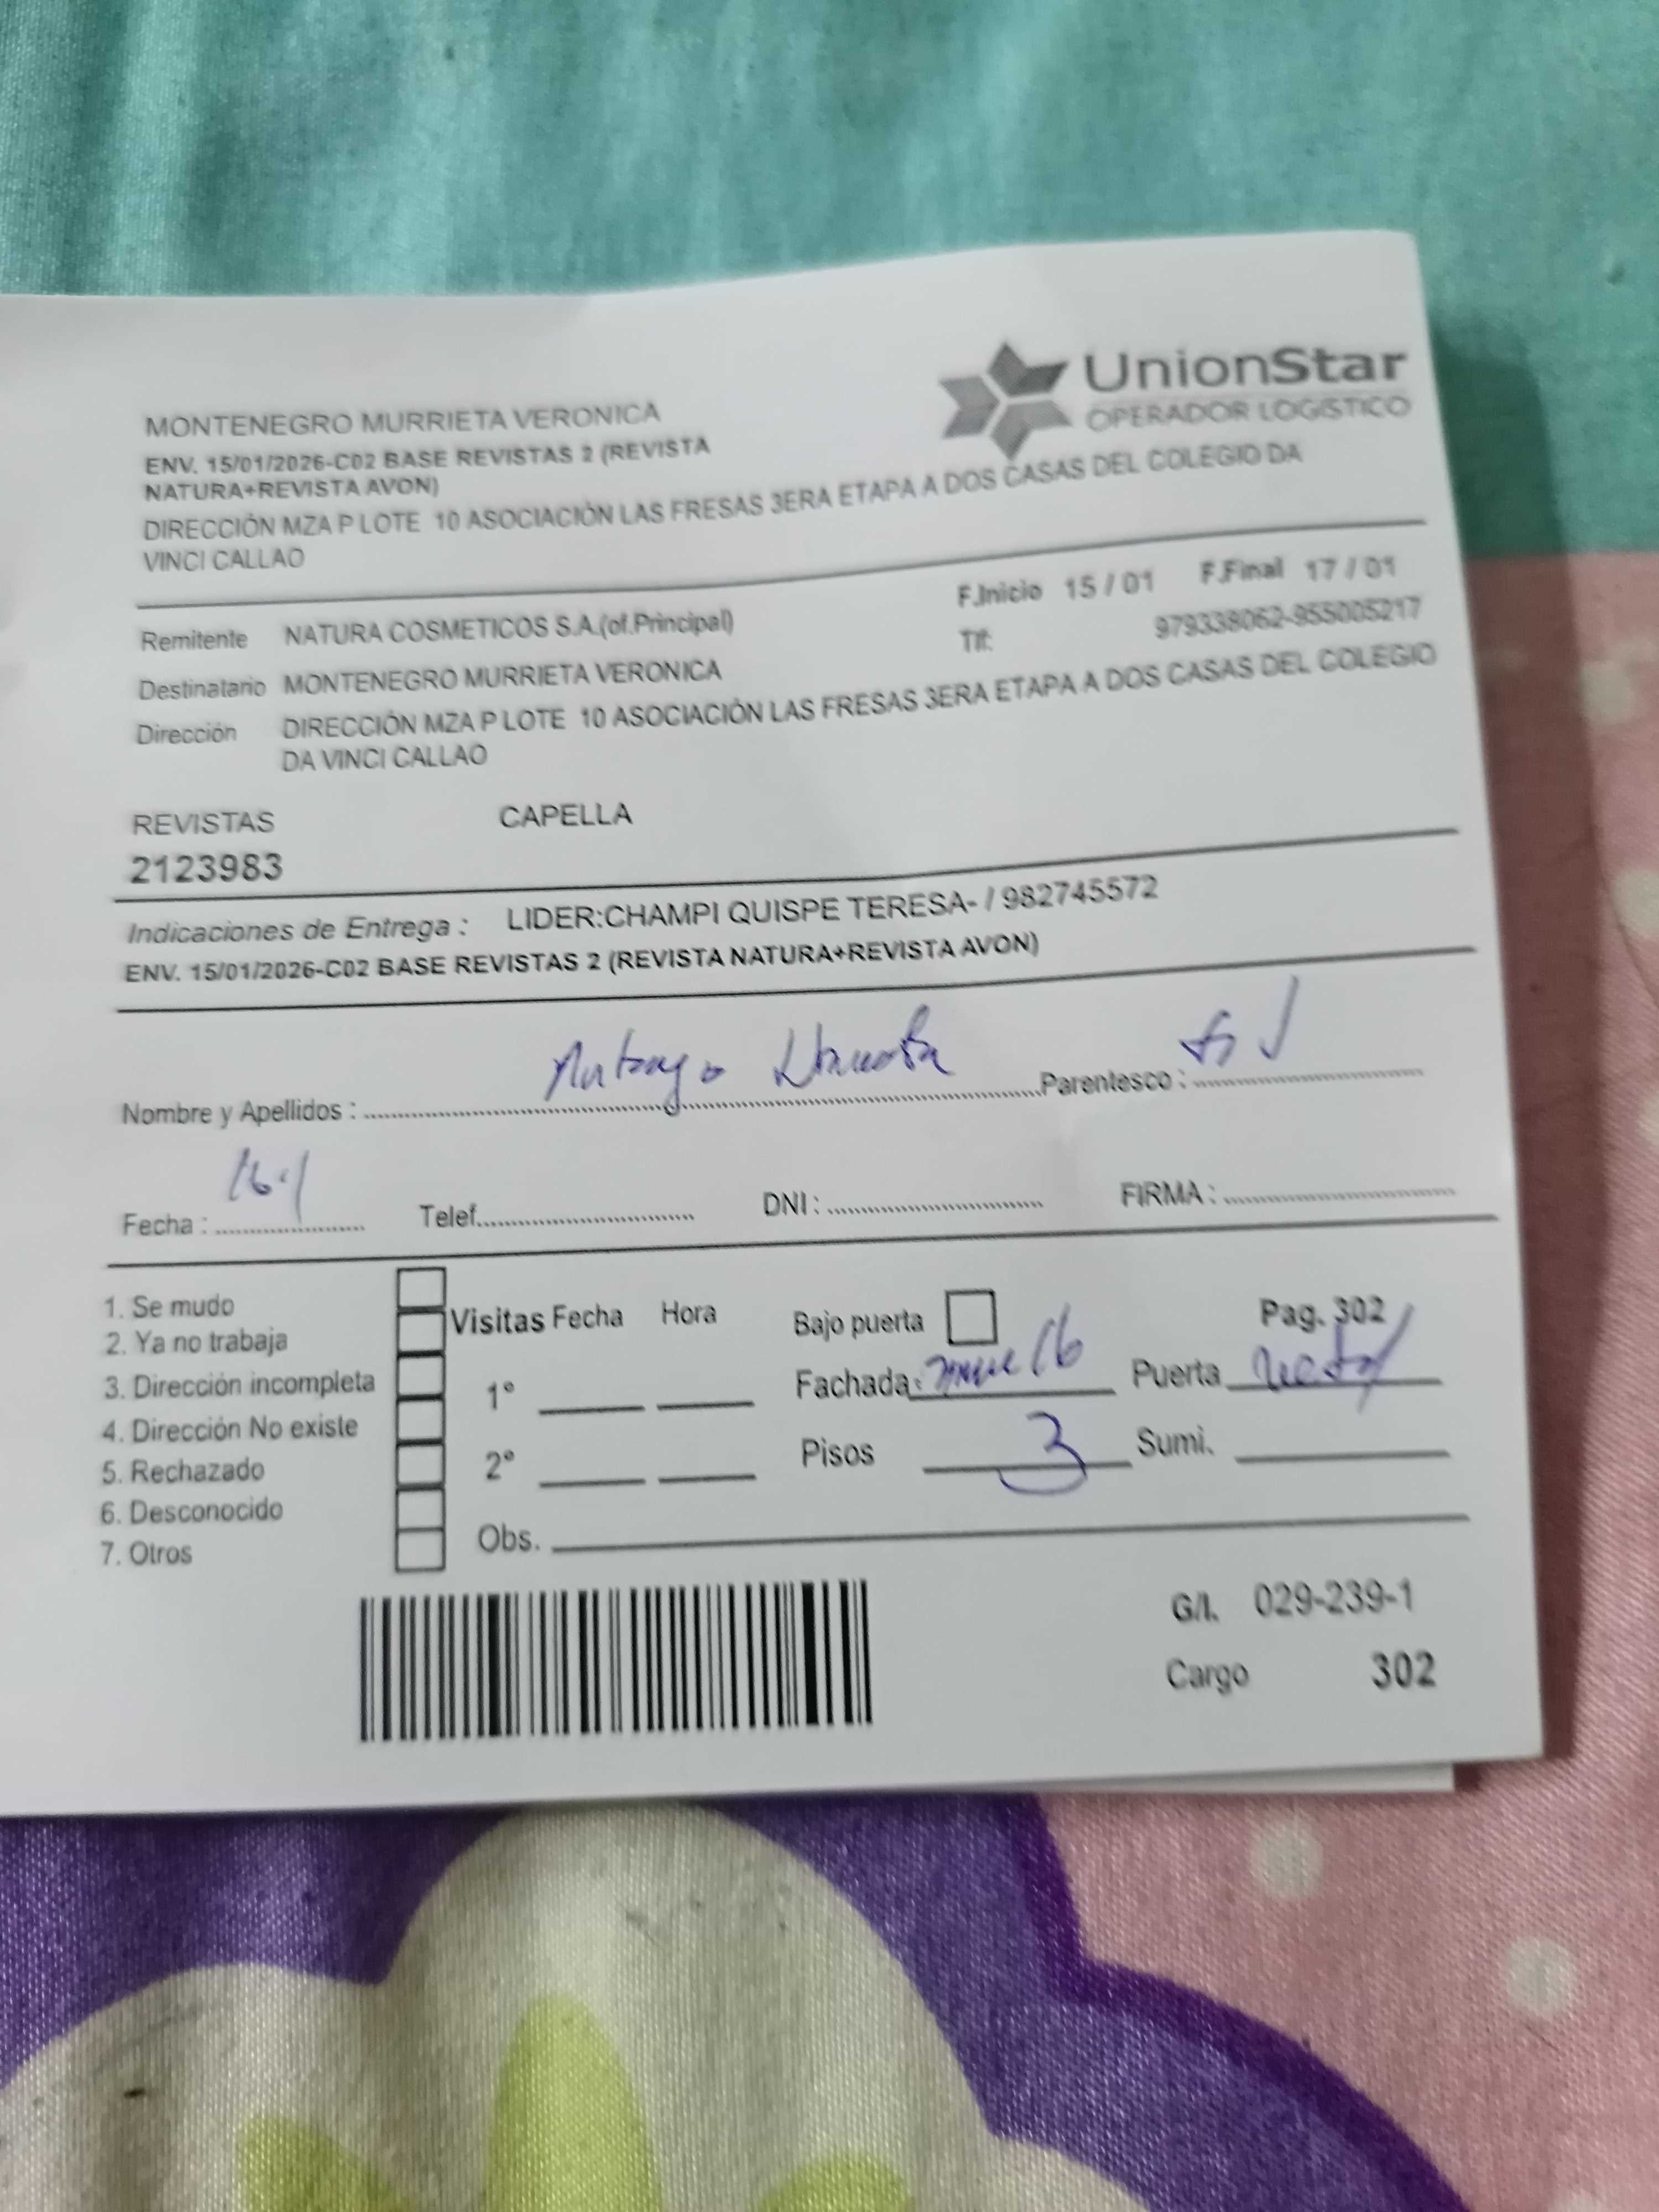 UnionStar
OPERADOR LOGISTICO
MONTENEGRO MURRIETA VERONICA
ENV. 15/01/2026-C02 BASE REVISTAS 2 (REVISTA
NATURA+REVISTA AVON)
DIRECCIÓN MZA P LOTE 10 ASOCIACIÓN LAS FRESAS 3ERA ETAPA A DOS CASAS DEL COLEGIO DA
VINCI CALLAO
F.Inicio 15 / 01 F.Final 17 / 01
Remitente NATURA COSMETICOS S.A.(of.Principal)
Tlf: 979338062-955005217
Destinatario MONTENEGRO MURRIETA VERONICA
Dirección DIRECCIÓN MZA P LOTE 10 ASOCIACIÓN LAS FRESAS 3ERA ETAPA A DOS CASAS DEL COLEGIO
DA VINCI CALLAO
REVISTAS CAPELLA
2123983
Indicaciones de Entrega : LIDER:CHAMPI QUISPE TERESA- / 982745572
ENV. 15/01/2026-C02 BASE REVISTAS 2 (REVISTA NATURA+REVISTA AVON)
Nombre y Apellidos : Parentesco :
Fecha : 16-1 Telef. DNI : FIRMA :
1. Se mudo
2. Ya no trabaja
3. Dirección incompleta
4. Dirección No existe
5. Rechazado
6. Desconocido
7. Otros
Visitas Fecha Hora
1°
2°
Obs.
Bajo puerta Pag. 302
Fachada. Puerta
Pisos 3 Sumi.
G/I. 029-239-1
Cargo 302